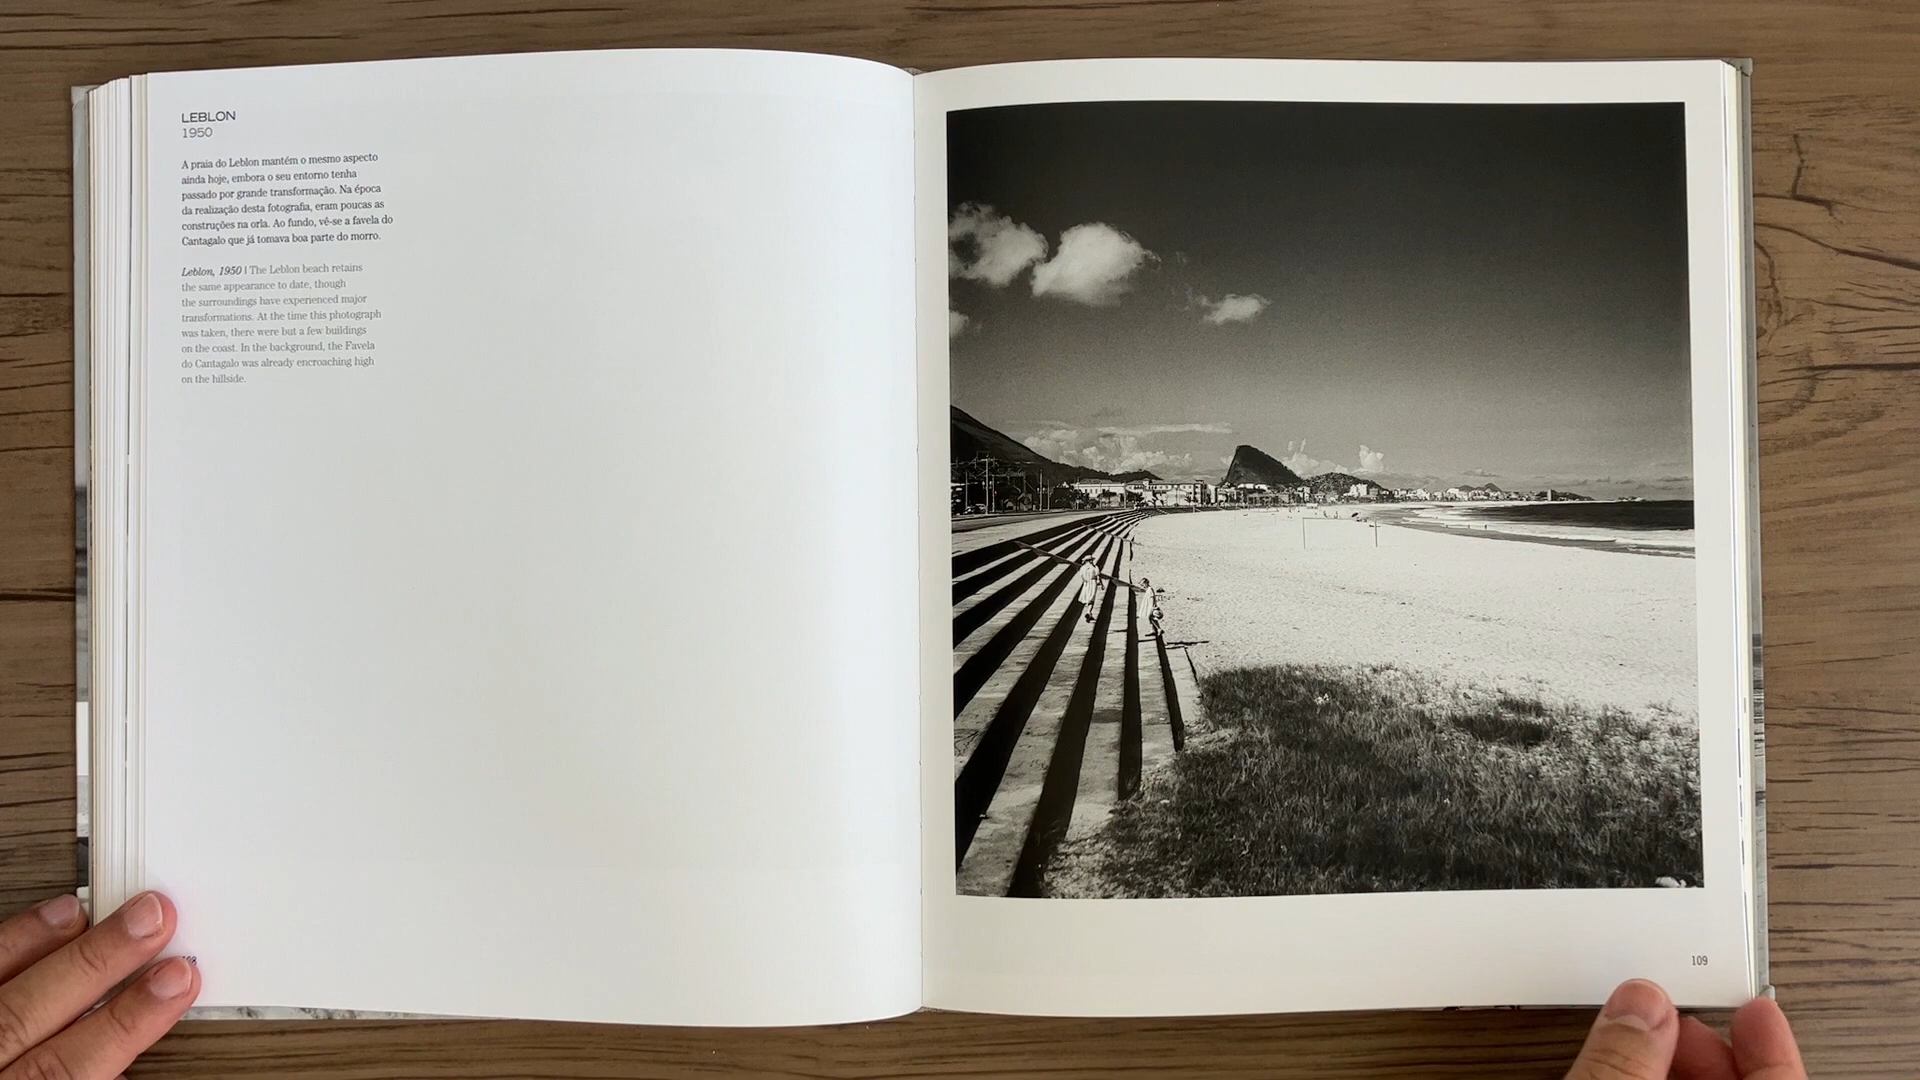 LEBLON
1950
A praia do Leblon mantém o mesmo aspecto
ainda hoje, embora o seu entorno tenha
passado por grande transformação. Na época
da realização desta fotografia, eram poucas as
construções na orla. Ao fundo, vê-se a favela do
Cantagalo que já tomava boa parte do morro.
Leblon, 1950 | The Leblon beach retains
the same appearance to date, though
the surroundings have experienced major
transformations. At the time this photograph
was taken, there were but a few buildings
on the coast. In the background, the Favela
do Cantagalo was already encroaching high
on the hillside.
109